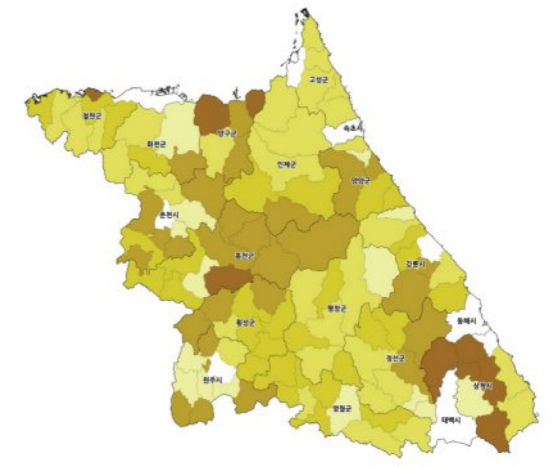 고성군
속초시
철원군
화천군
양구군
인제군
양양군
춘천시
홍천군
강릉시
평창군
동해시
횡성군
정선군
원주시
삼척시
영월군
태백시